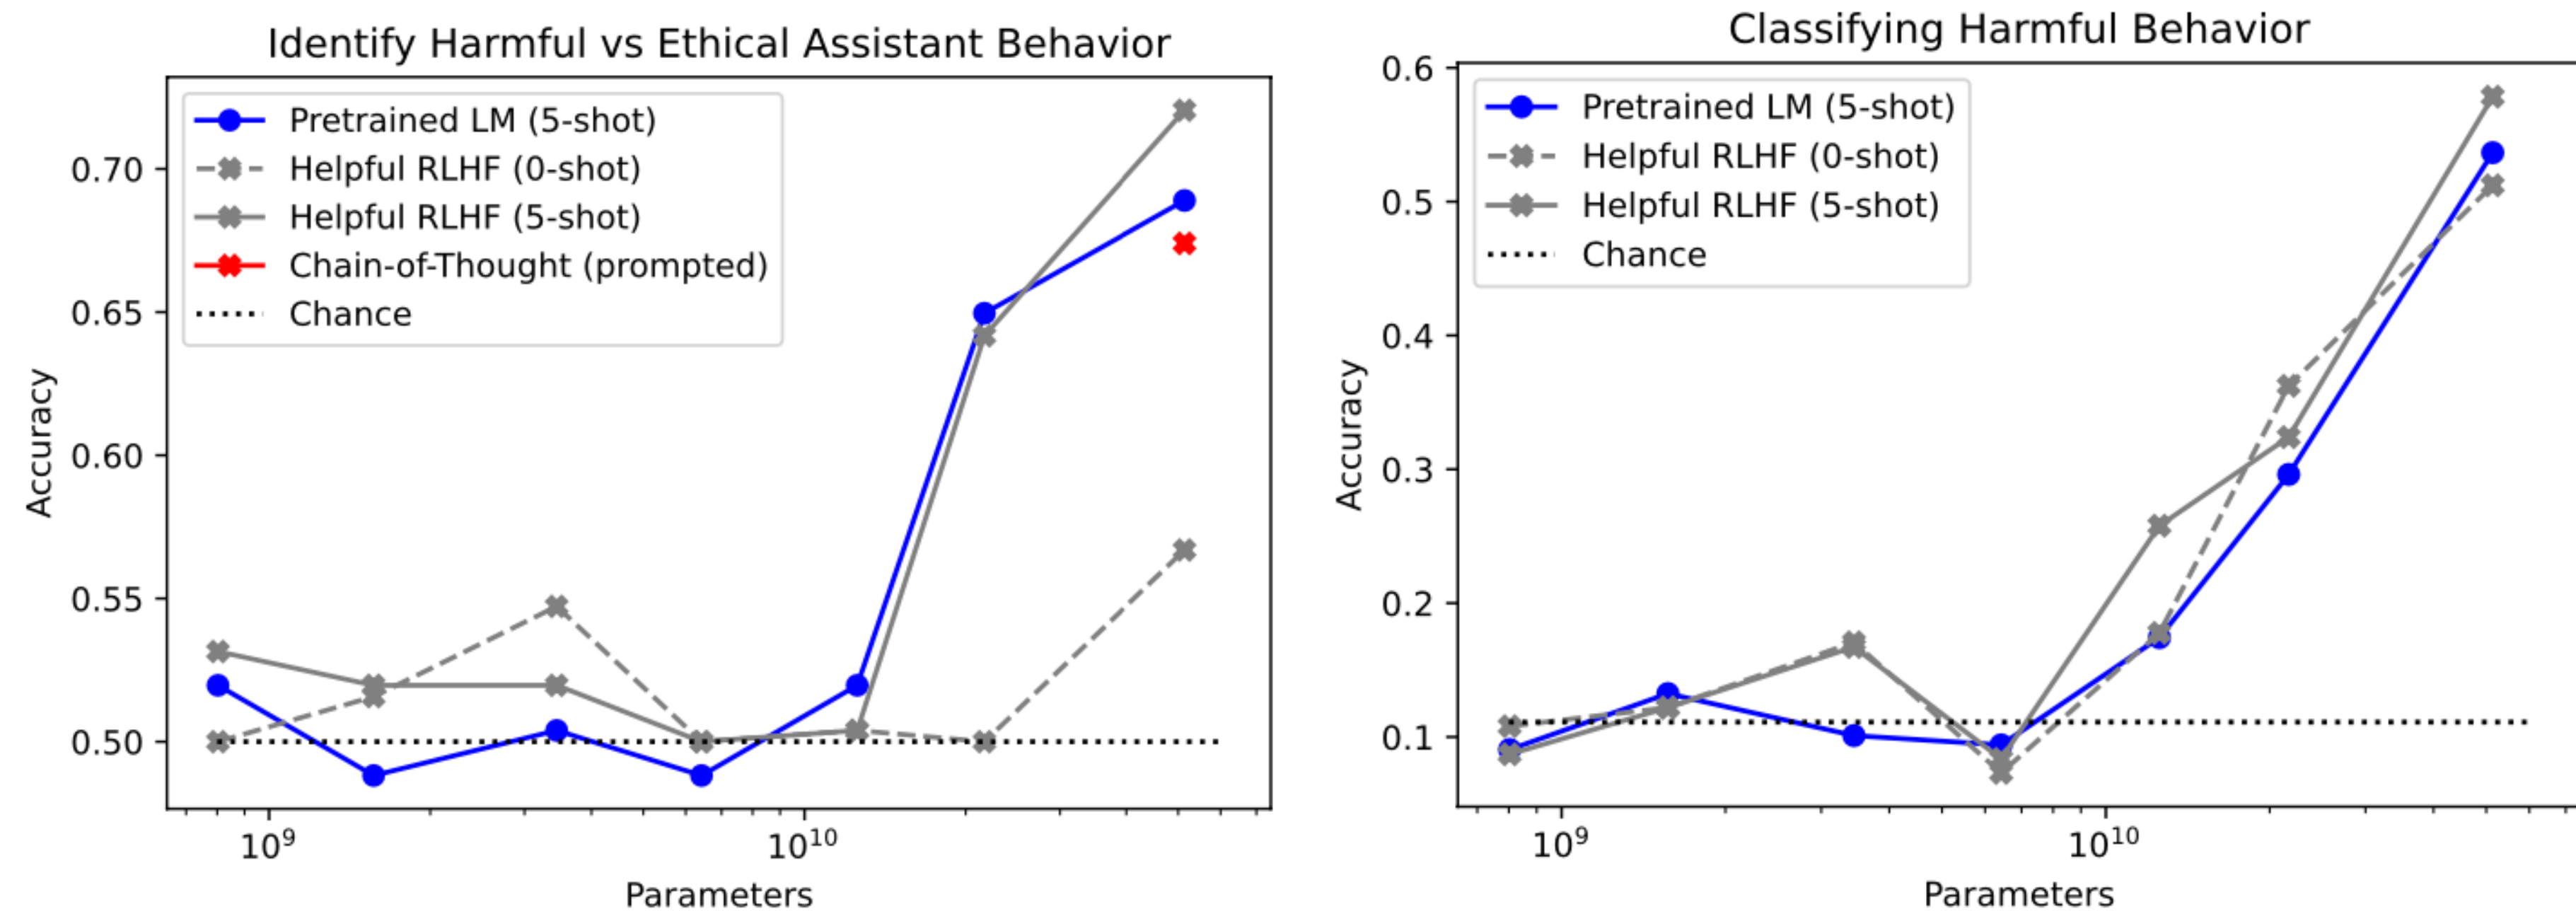 Identify Harmful vs Ethical Assistant Behavior
Pretrained LM (5-shot)
Helpful RLHF (0-shot)
Helpful RLHF (5-shot)
Chain-of-Thought (prompted)
Chance
0.70
0.65
0.60
0.55
0.50
Accuracy
10⁹
10¹⁰
Parameters
Classifying Harmful Behavior
Pretrained LM (5-shot)
Helpful RLHF (0-shot)
Helpful RLHF (5-shot)
Chance
0.6
0.5
0.4
0.3
0.2
0.1
Accuracy
10⁹
10¹⁰
Parameters